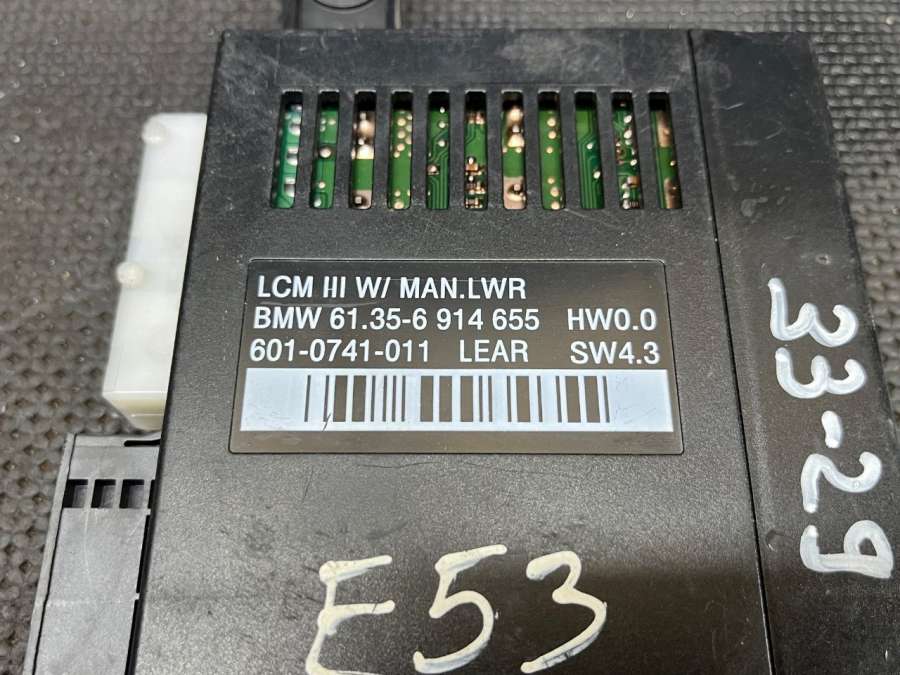 LCM III W/ MAN.LWR
BMW 61.35-6 914 655 HW0.0
601-0741-011 LEAR SW4.3
E53
33-29